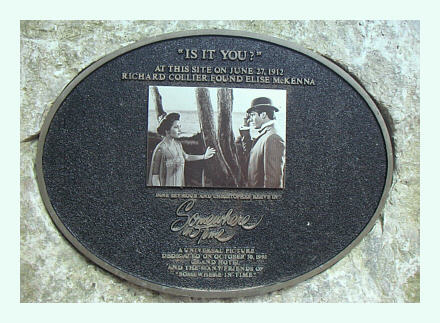 "IS IT YOU?"
AT THIS SITE ON JUNE 27, 1912
RICHARD COLLIER FOUND ELISE McKENNA
JANE SEYMOUR AND CHRISTOPHER REEVE IN
Somewhere
in Time
A UNIVERSAL PICTURE
DEDICATED ON OCTOBER
GRAND HOTEL
AND THE MANY FRIENDS OF
"SOMEWHERE IN TIME"